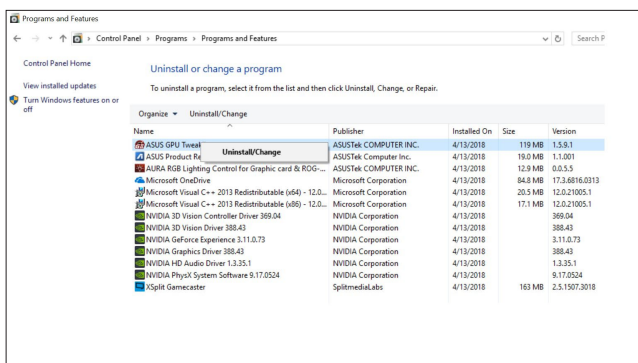 Programs and Features
Control Panel > Programs > Programs and Features
Search P
Control Panel Home
View installed updates
Turn Windows features on or
off
Uninstall or change a program
To uninstall a program, select it from the list and then click Uninstall, Change, or Repair.
Organize Uninstall/Change
Name Publisher Installed On Size Version
ASUS GPU Tweak ASUSTek COMPUTER INC. 4/13/2018 119 MB 1.5.9.1
Uninstall/Change
ASUS Product Re ASUSTek Computer Inc. 4/13/2018 19.0 MB 1.1.001
AURA RGB Lighting Control for Graphic card & ROG-... ASUSTek COMPUTER INC. 4/13/2018 12.9 MB 0.0.5.5
Microsoft OneDrive Microsoft Corporation 4/13/2018 84.8 MB 17.3.6816.0313
Microsoft Visual C++ 2013 Redistributable (x64) - 12.0... Microsoft Corporation 4/13/2018 20.5 MB 12.0.21005.1
Microsoft Visual C++ 2013 Redistributable (x86) - 12.0... Microsoft Corporation 4/13/2018 17.1 MB 12.0.21005.1
NVIDIA 3D Vision Controller Driver 369.04 NVIDIA Corporation 4/13/2018 369.04
NVIDIA 3D Vision Driver 388.43 NVIDIA Corporation 4/13/2018 388.43
NVIDIA GeForce Experience 3.11.0.73 NVIDIA Corporation 4/13/2018 3.11.0.73
NVIDIA Graphics Driver 388.43 NVIDIA Corporation 4/13/2018 388.43
NVIDIA HD Audio Driver 1.3.35.1 NVIDIA Corporation 4/13/2018 1.3.35.1
NVIDIA PhysX System Software 9.17.0524 NVIDIA Corporation 4/13/2018 9.17.0524
XSplit Gamecaster SplitmediaLabs 4/13/2018 163 MB 2.5.1507.3018